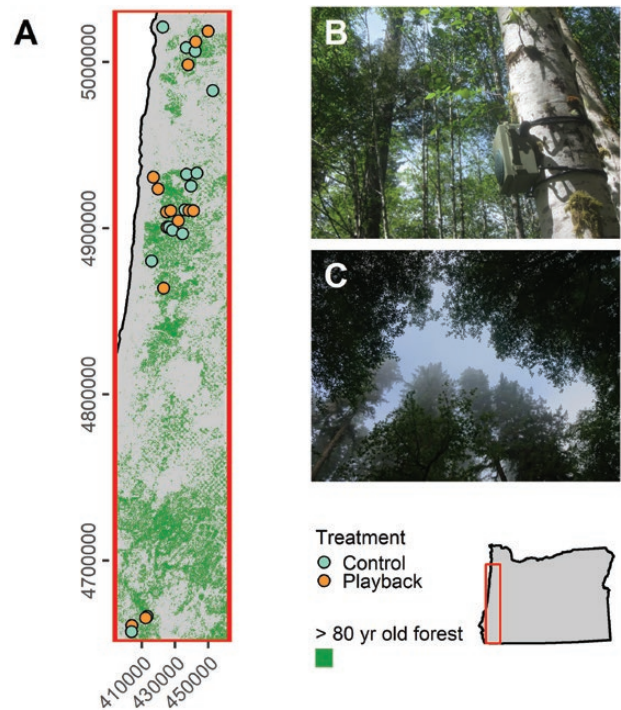 A
5000000
4900000
4800000
4700000
410000
430000
450000
B
C
Treatment
Control
Playback
> 80 yr old forest